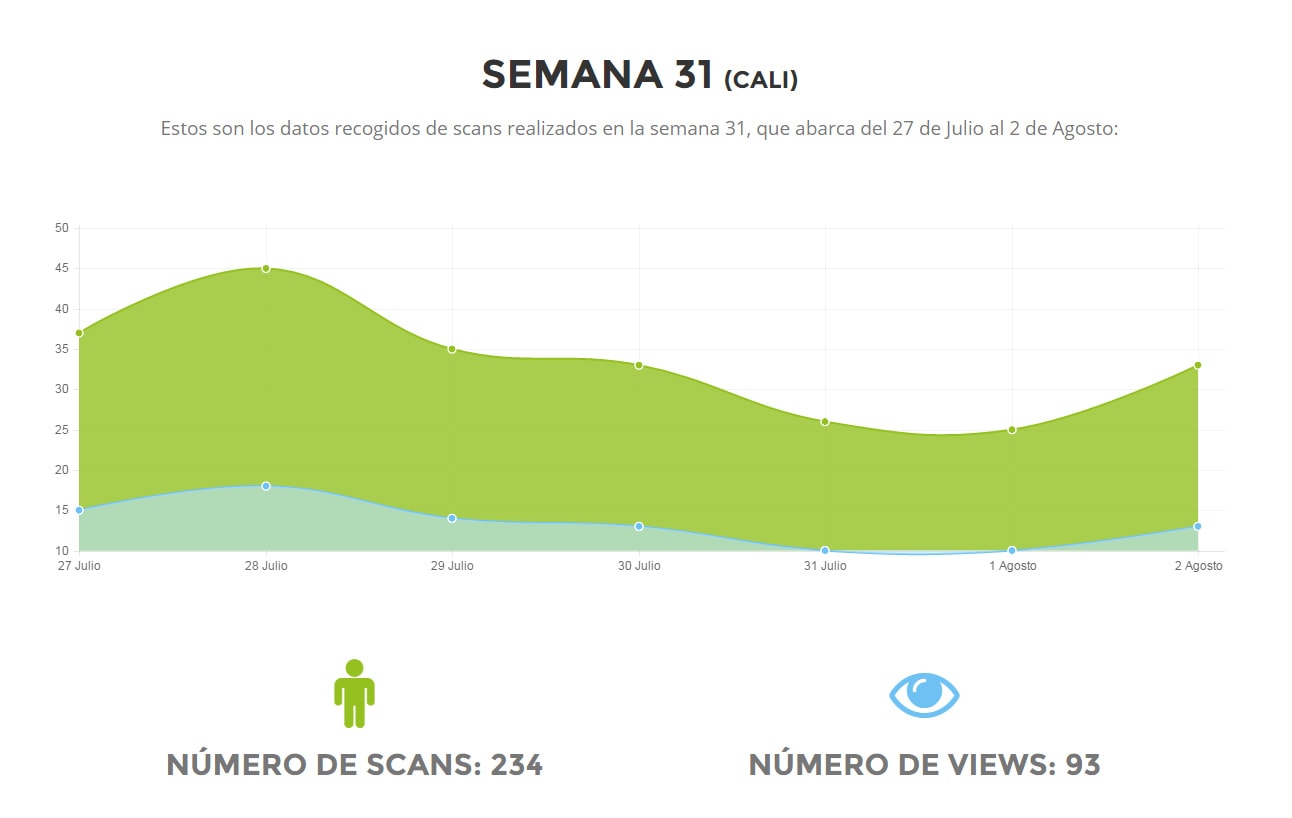 SEMANA 31 (CALI)
Estos son los datos recogidos de scans realizados en la semana 31, que abarca del 27 de Julio al 2 de Agosto:
50
45
40
35
30
25
20
15
10
27 Julio 28 Julio 29 Julio 30 Julio 31 Julio 1 Agosto 2 Agosto
NÚMERO DE SCANS: 234 NÚMERO DE VIEWS: 93